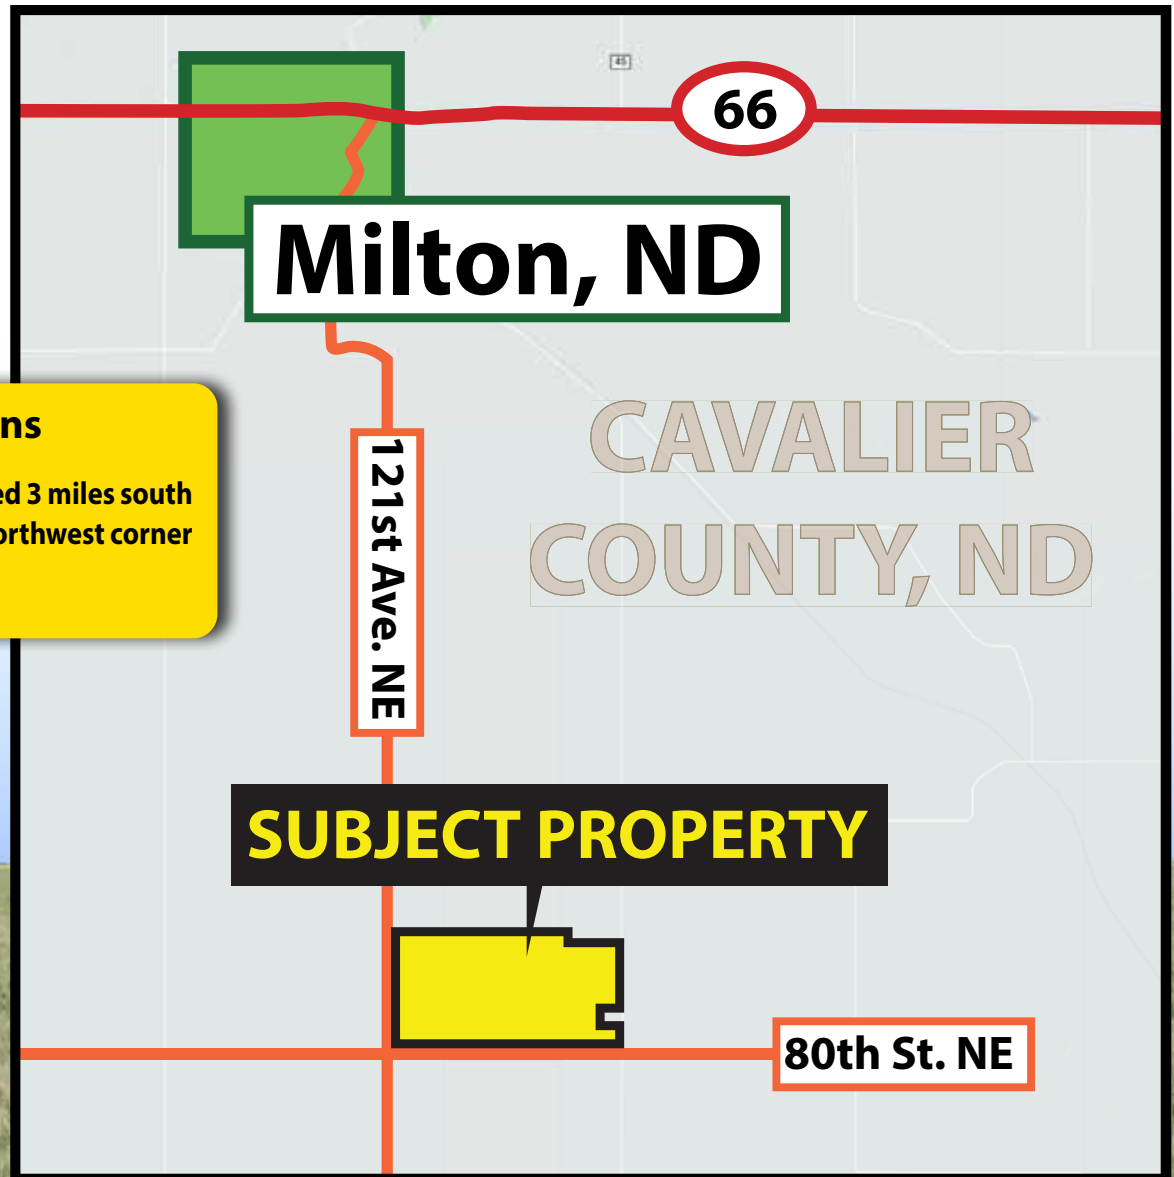 45
66
Milton, ND
ns
ed 3 miles south
orthwest corner
CAVALIER
COUNTY, ND
121st Ave. NE
SUBJECT PROPERTY
80th St. NE